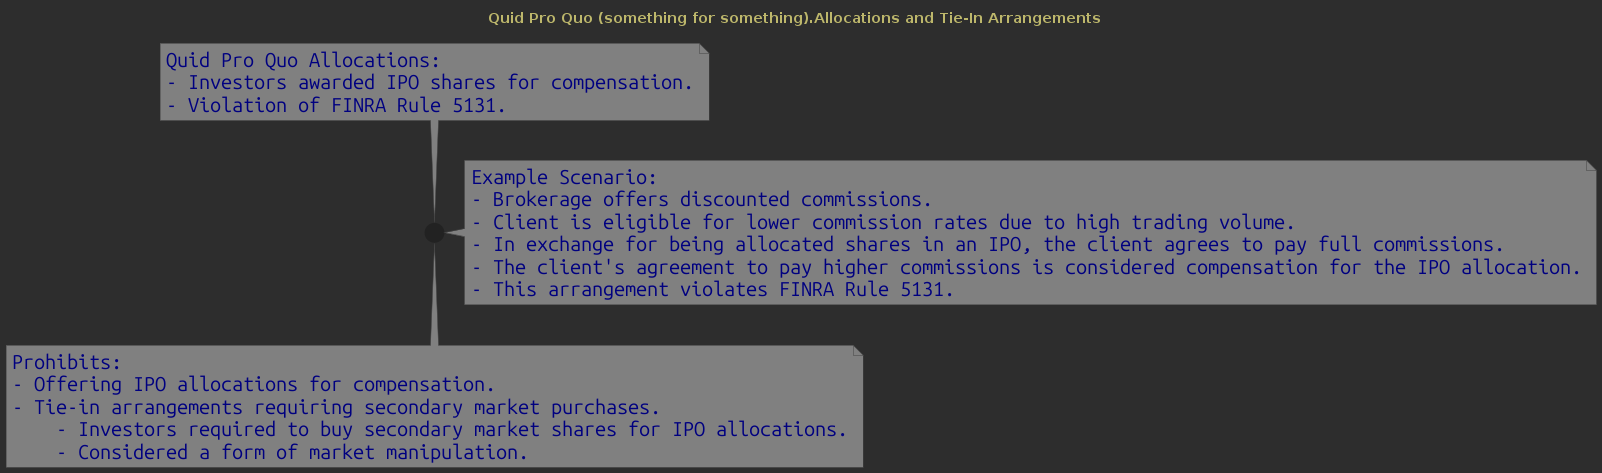 Quid Pro Quo (something for something).Allocations and Tie-In Arrangements
Quid Pro Quo Allocations:
- Investors awarded IPO shares for compensation.
- Violation of FINRA Rule 5131.
Example Scenario:
- Brokerage offers discounted commissions.
- Client is eligible for lower commission rates due to high trading volume.
- In exchange for being allocated shares in an IPO, the client agrees to pay full commissions.
- The client's agreement to pay higher commissions is considered compensation for the IPO allocation.
- This arrangement violates FINRA Rule 5131.
Prohibits:
- Offering IPO allocations for compensation.
- Tie-in arrangements requiring secondary market purchases.
    - Investors required to buy secondary market shares for IPO allocations.
    - Considered a form of market manipulation.